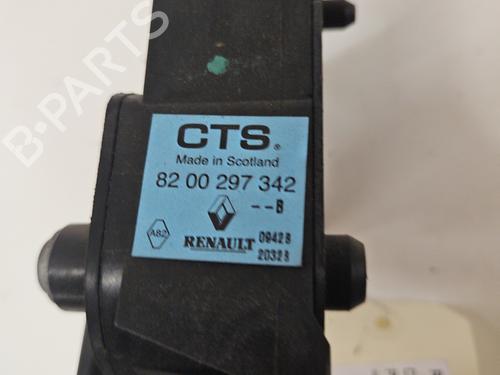 B-PARTS
CTS®
Made in Scotland
82 00 297 342
--B
A82
RENAULT
09428
20328